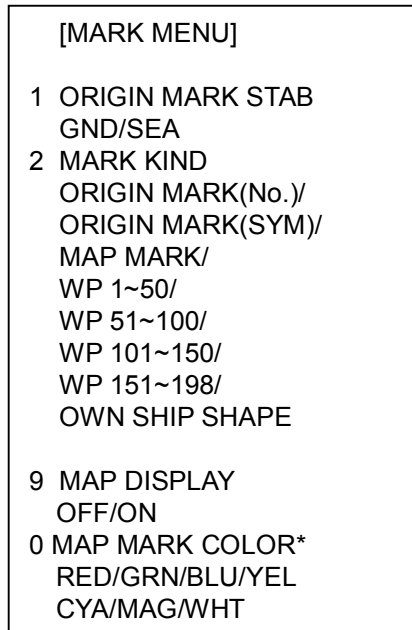 [MARK MENU]
1 ORIGIN MARK STAB
GND/SEA
2 MARK KIND
ORIGIN MARK(No.)/
ORIGIN MARK(SYM)/
MAP MARK/
WP 1~50/
WP 51~100/
WP 101~150/
WP 151~198/
OWN SHIP SHAPE
9 MAP DISPLAY
OFF/ON
0 MAP MARK COLOR*
RED/GRN/BLU/YEL
CYA/MAG/WHT